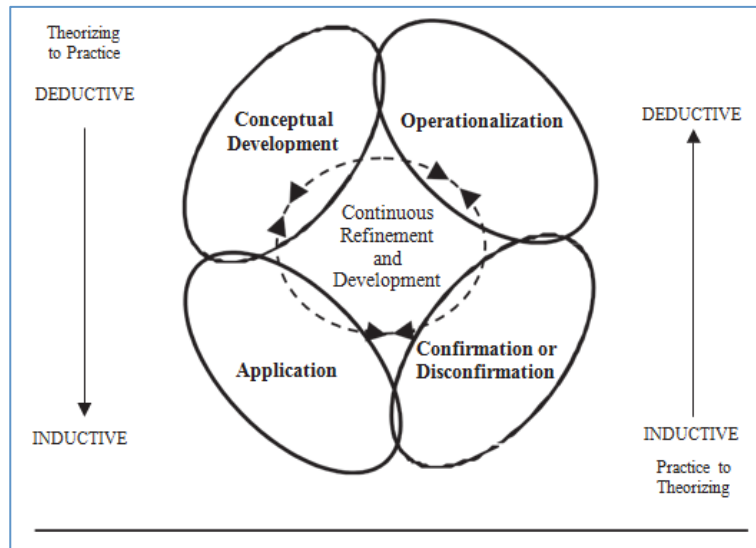 Theorizing
to Practice
DEDUCTIVE
INDUCTIVE
Conceptual
Development
Operationalization
Continuous
Refinement
and
Development
Application
Confirmation or
Disconfirmation
DEDUCTIVE
INDUCTIVE
Practice to
Theorizing